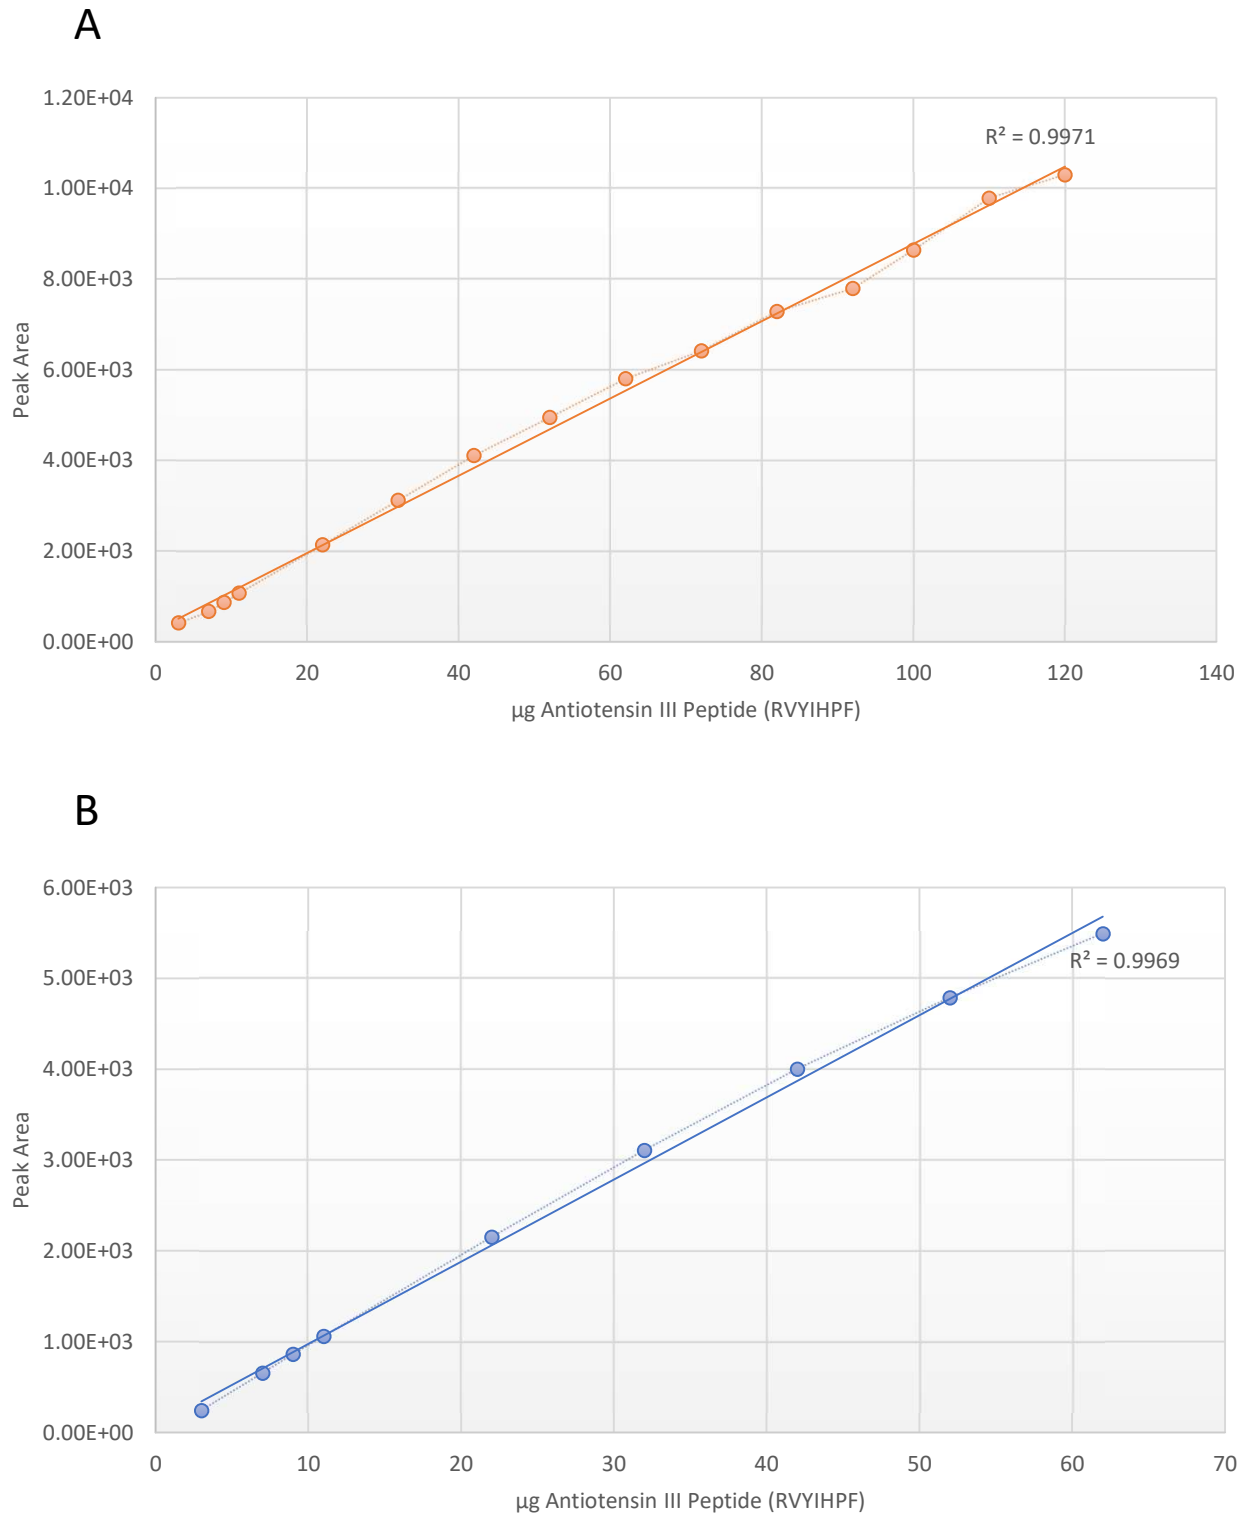 A
1.20E+04
R² = 0.9971
1.00E+04
8.00E+03
6.00E+03
4.00E+03
2.00E+03
0.00E+00
Peak Area
0 20 40 60 80 100 120 140
µg Antiotensin III Peptide (RVYIHPF)
B
6.00E+03
R² = 0.9969
5.00E+03
4.00E+03
3.00E+03
2.00E+03
1.00E+03
0.00E+00
Peak Area
0 10 20 30 40 50 60 70
µg Antiotensin III Peptide (RVYIHPF)